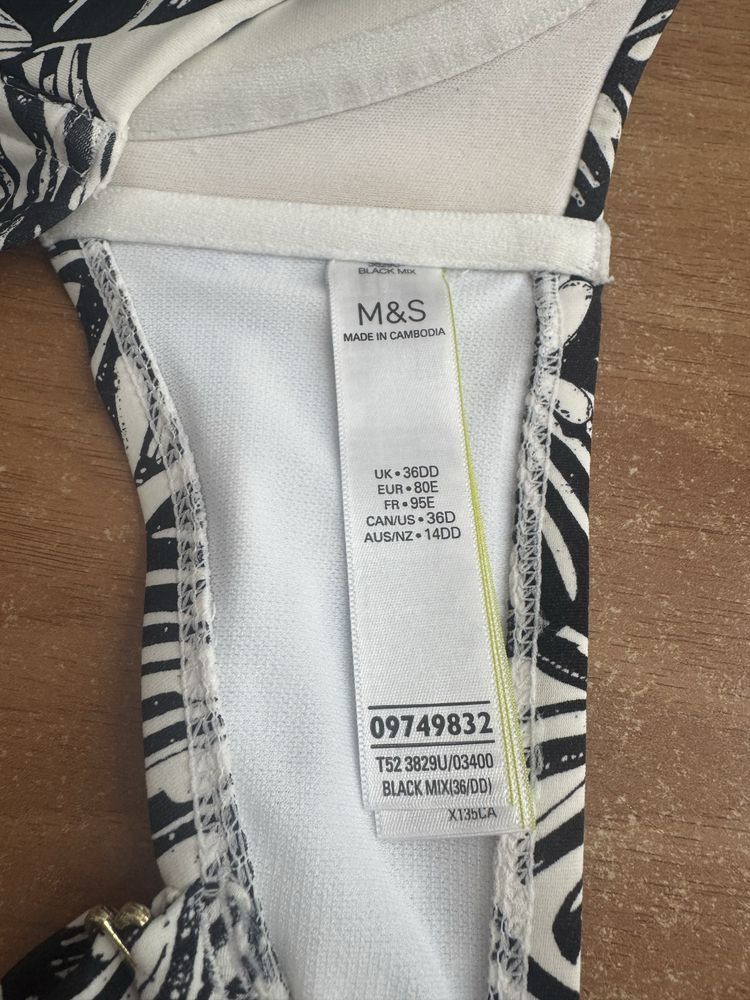 BLACK MIX
M&S
MADE IN CAMBODIA
UK • 36DD
EUR • 80E
FR • 95E
CAN/US • 36D
AUS/NZ • 14DD
09749832
T52 3829U/03400
BLACK MIX(36/DD)
X135CA